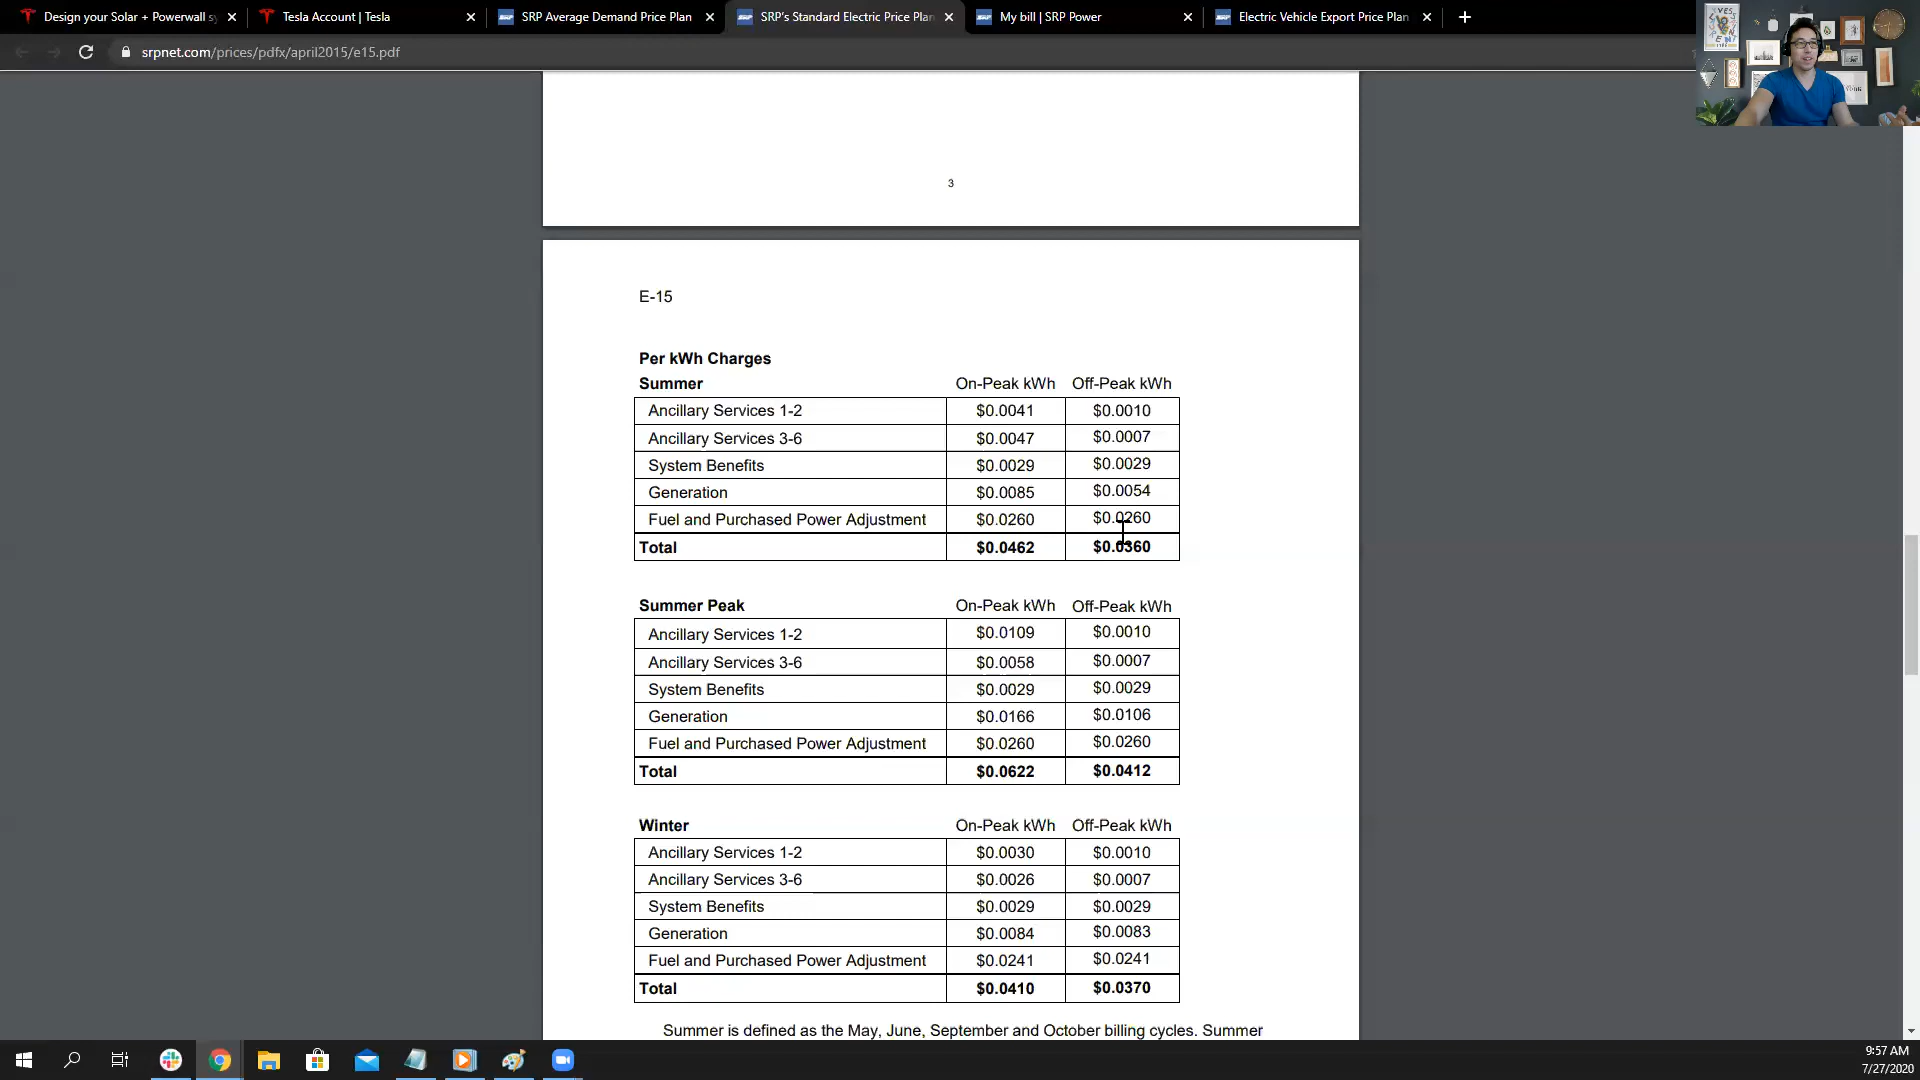 Design your Solar + Powerwall sy
Tesla Account | Tesla
SRP Average Demand Price Plan
SRP's Standard Electric Price Plan
My bill | SRP Power
Electric Vehicle Export Price Plan
srpnet.com/prices/pdfx/april2015/e15.pdf
3
E-15
Per kWh Charges
Summer On-Peak kWh Off-Peak kWh
Ancillary Services 1-2 $0.0041 $0.0010
Ancillary Services 3-6 $0.0047 $0.0007
System Benefits $0.0029 $0.0029
Generation $0.0085 $0.0054
Fuel and Purchased Power Adjustment $0.0260 $0.0260
Total $0.0462 $0.0360
Summer Peak On-Peak kWh Off-Peak kWh
Ancillary Services 1-2 $0.0109 $0.0010
Ancillary Services 3-6 $0.0058 $0.0007
System Benefits $0.0029 $0.0029
Generation $0.0166 $0.0106
Fuel and Purchased Power Adjustment $0.0260 $0.0260
Total $0.0622 $0.0412
Winter On-Peak kWh Off-Peak kWh
Ancillary Services 1-2 $0.0030 $0.0010
Ancillary Services 3-6 $0.0026 $0.0007
System Benefits $0.0029 $0.0029
Generation $0.0084 $0.0083
Fuel and Purchased Power Adjustment $0.0241 $0.0241
Total $0.0410 $0.0370
Summer is defined as the May, June, September and October billing cycles. Summer
9:57 AM
7/27/2020